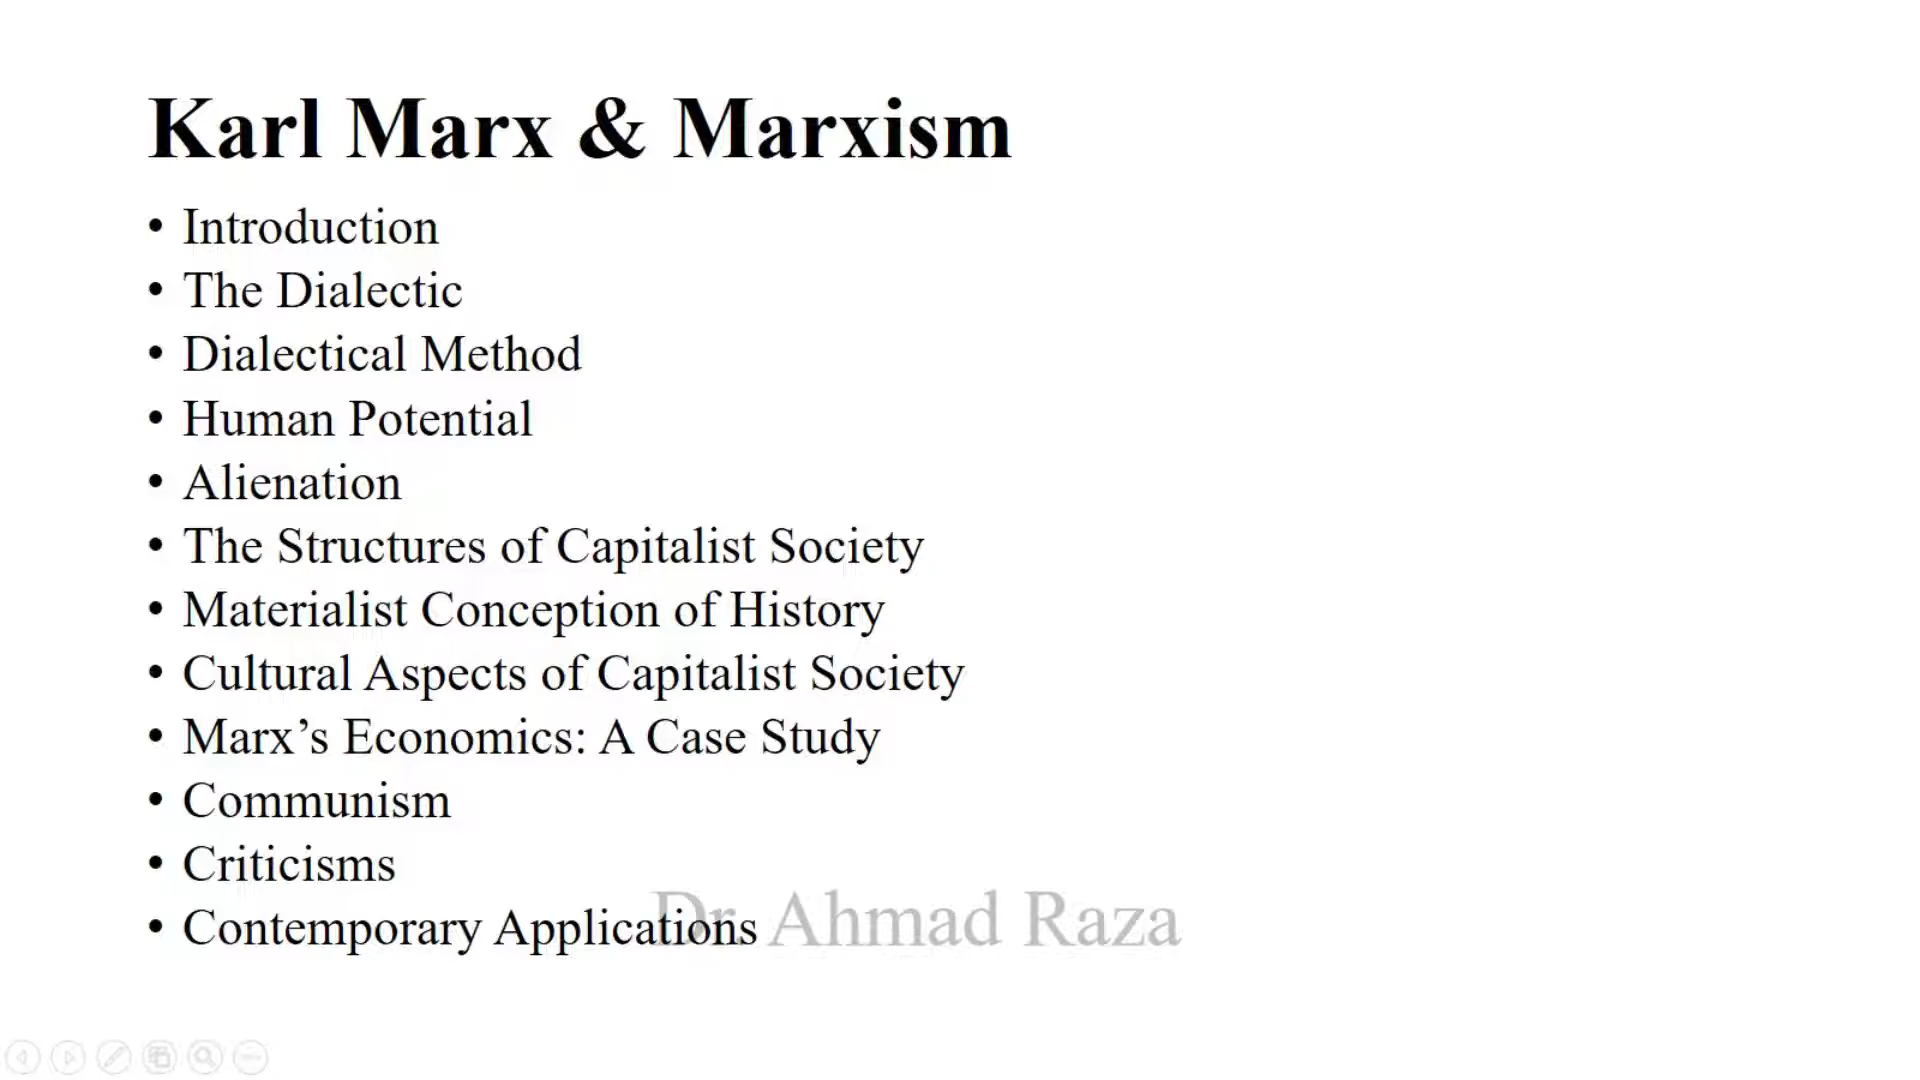 Karl Marx & Marxism
• Introduction
• The Dialectic
• Dialectical Method
• Human Potential
• Alienation
• The Structures of Capitalist Society
• Materialist Conception of History
• Cultural Aspects of Capitalist Society
• Marx’s Economics: A Case Study
• Communism
• Criticisms
• Contemporary Applications
Dr. Ahmad Raza